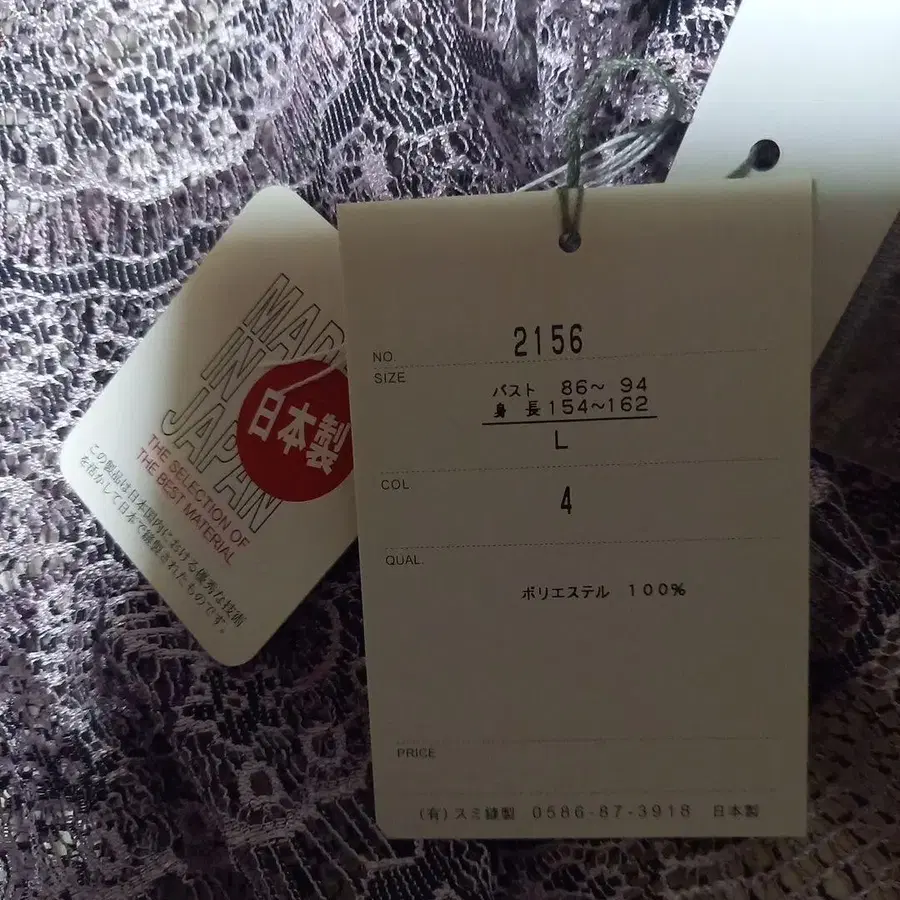 MADE
IN
JAPAN
日本製
THE SELECTION OF
THE BEST MATERIAL
この製品は日本国内における優秀な技術
を活かして日本で縫製されたものです。
NO. 2156
SIZE
バスト 86~ 94
身 長 154~162
L
COL
4
QUAL.
ポリエステル 100%
PRICE
(有)スミ縫製 0586-87-3918 日本製